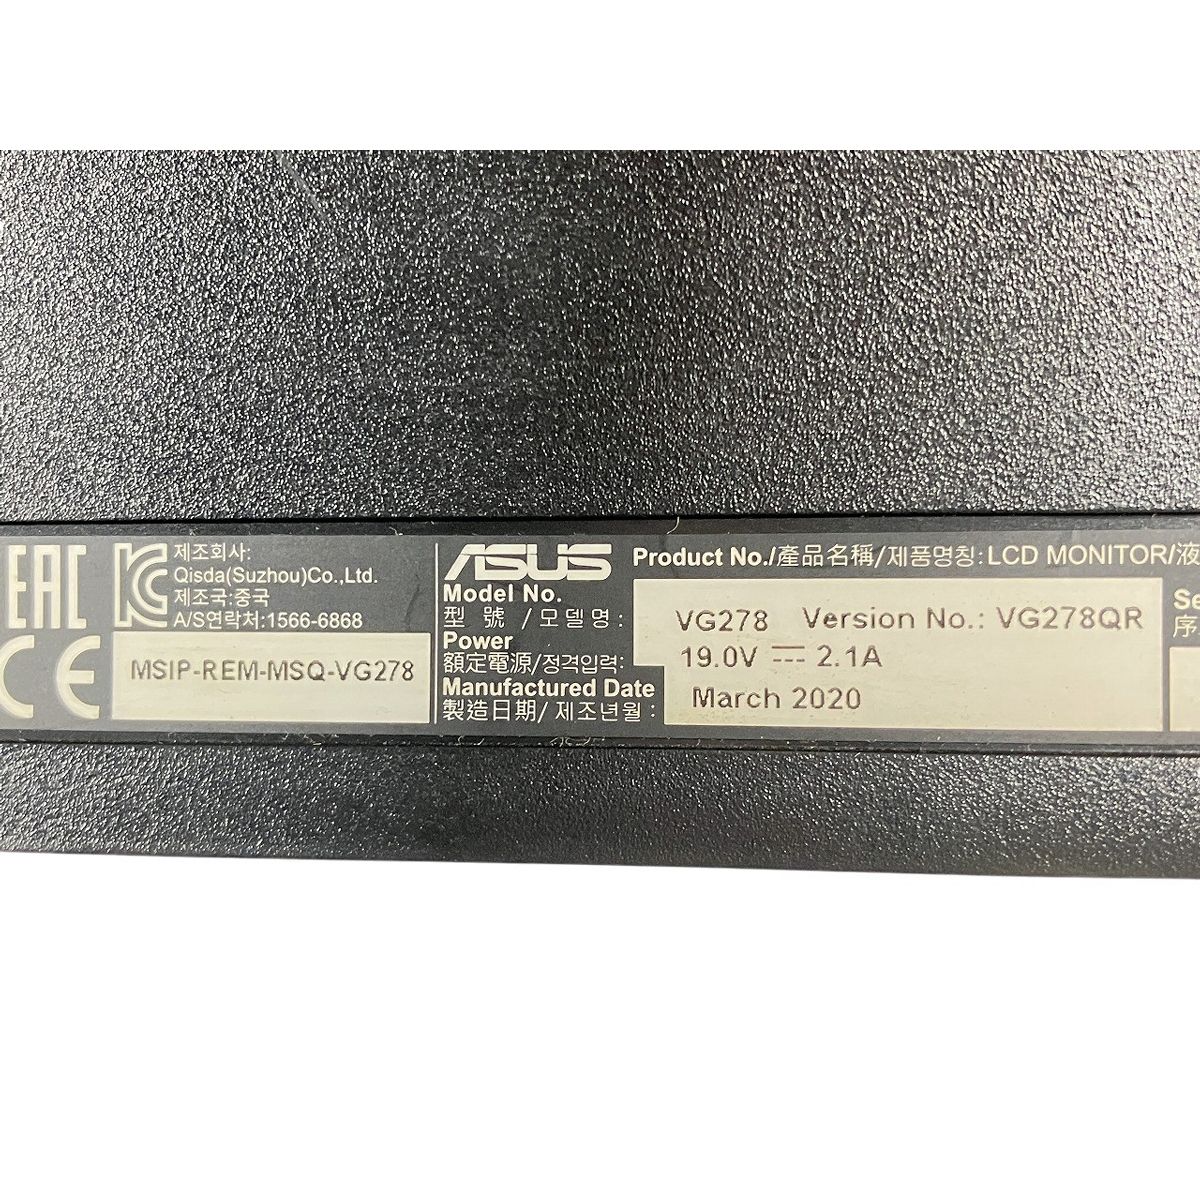 EAC
제조회사:
Qisda(Suzhou)Co.,Ltd.
제조국:중국
A/S연락처:1566-6868
CE
MSIP-REM-MSQ-VG278
ASUS
Product No./產品名稱/제품명칭:LCD MONITOR/液
Model No.
型 號 /모델명:
VG278 Version No.: VG278QR
Power
額定電源/정격입력:
19.0V ⎓ 2.1A
Manufactured Date
製造日期/제조년월:
March 2020
Se
序